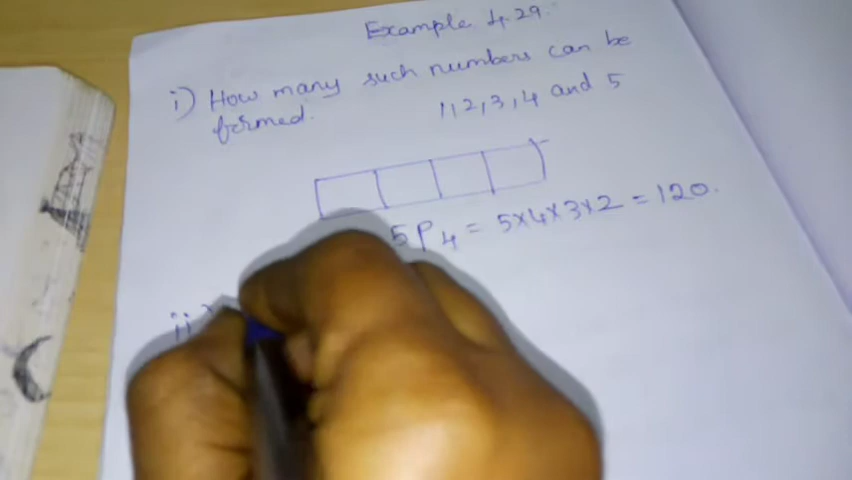 Example 4.29.
i) How many such numbers can be
formed. 1,2,3,4 and 5
5P4 = 5×4×3×2 = 120.
ii)